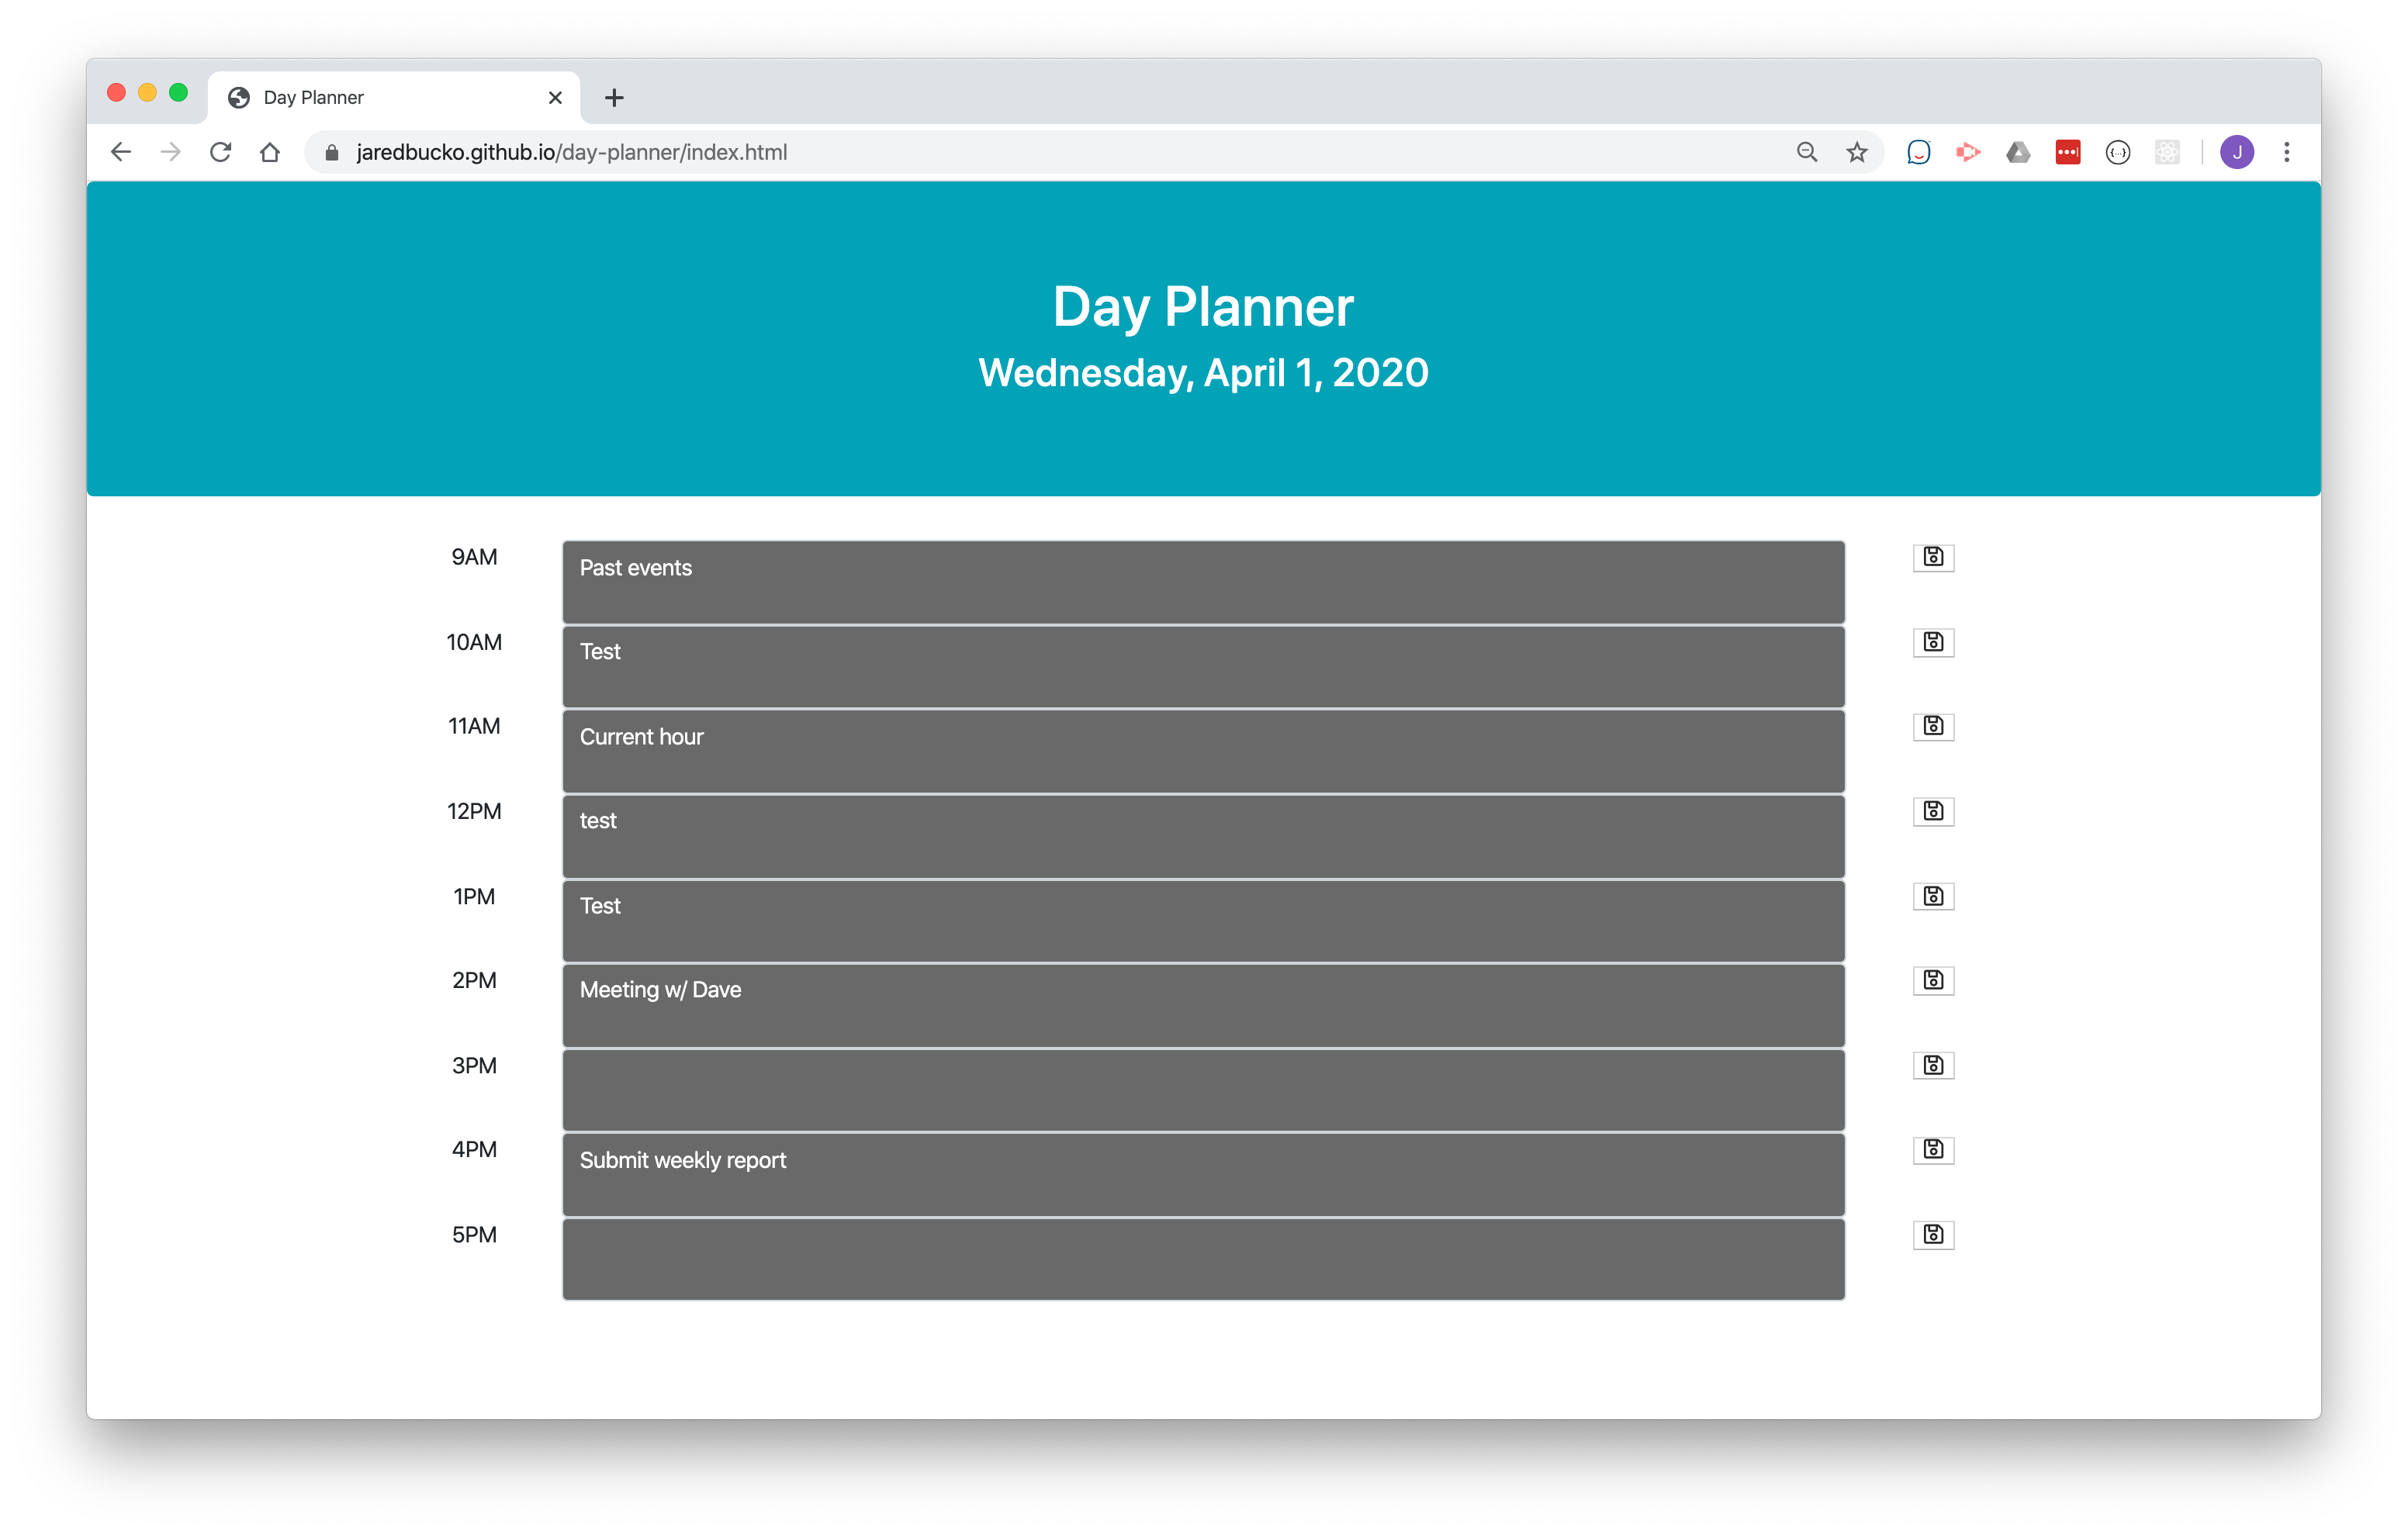 Day Planner
jaredbucko.github.io/day-planner/index.html
J
Day Planner
Wednesday, April 1, 2020
9AM Past events
10AM Test
11AM Current hour
12PM test
1PM Test
2PM Meeting w/ Dave
3PM
4PM Submit weekly report
5PM